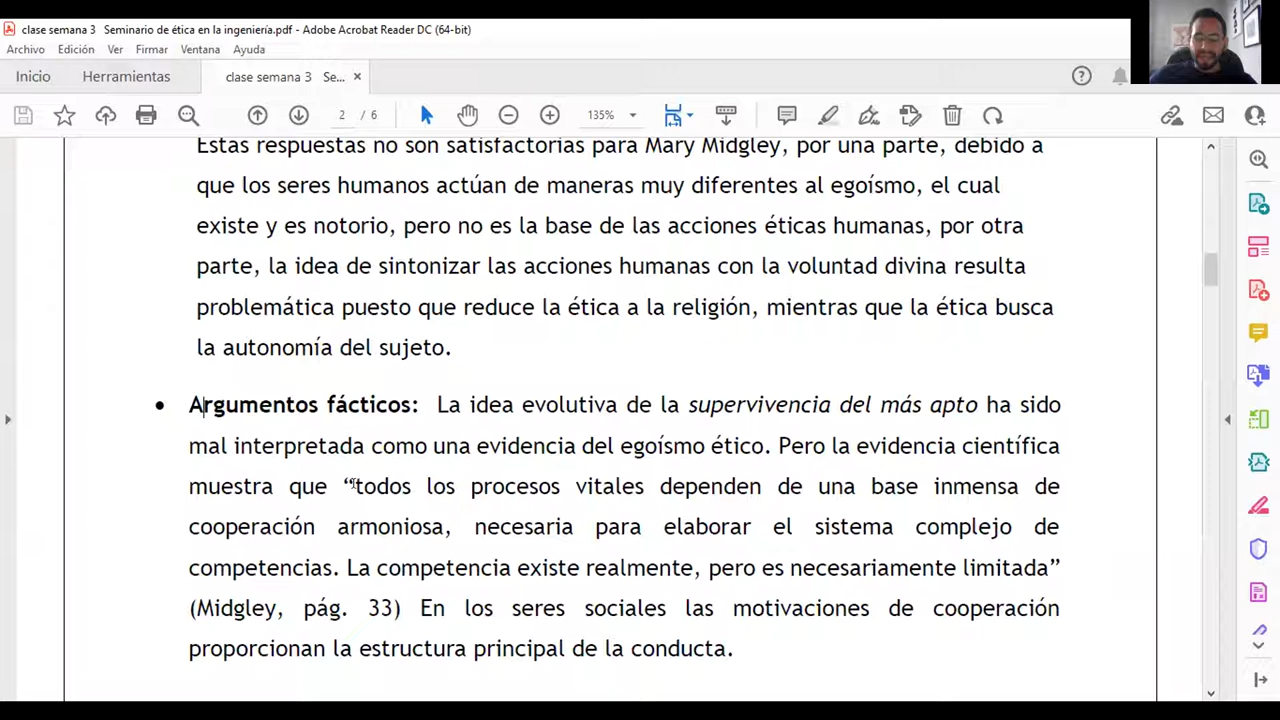 clase semana 3 Seminario de ética en la ingeniería.pdf - Adobe Acrobat Reader DC (64-bit)
Archivo Edición Ver Firmar Ventana Ayuda
Inicio Herramientas clase semana 3 Se... ×
2 / 6 135%
Estas respuestas no son satisfactorias para Mary Midgley, por una parte, debido a
que los seres humanos actúan de maneras muy diferentes al egoísmo, el cual
existe y es notorio, pero no es la base de las acciones éticas humanas, por otra
parte, la idea de sintonizar las acciones humanas con la voluntad divina resulta
problemática puesto que reduce la ética a la religión, mientras que la ética busca
la autonomía del sujeto.
• Argumentos fácticos: La idea evolutiva de la supervivencia del más apto ha sido
mal interpretada como una evidencia del egoísmo ético. Pero la evidencia científica
muestra que “todos los procesos vitales dependen de una base inmensa de
cooperación armoniosa, necesaria para elaborar el sistema complejo de
competencias. La competencia existe realmente, pero es necesariamente limitada”
(Midgley, pág. 33) En los seres sociales las motivaciones de cooperación
proporcionan la estructura principal de la conducta.